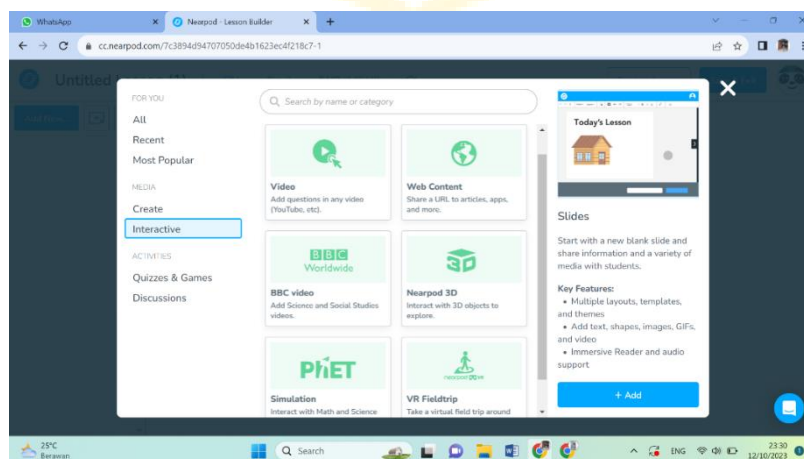 WhatsApp
Nearpod - Lesson Builder
cc.nearpod.com/7c3894d94707050de4b1623ec4f218c7-1
Untitled
FOR YOU
All
Recent
Most Popular
MEDIA
Create
Interactive
ACTIVITIES
Quizzes & Games
Discussions
Search by name or category
Video
Add questions in any video
(YouTube, etc).
Web Content
Share a URL to articles, apps,
and more.
BBC
Worldwide
BBC video
Add Science and Social Studies
videos.
3D
Nearpod 3D
Interact with 3D objects to
explore.
PhET
Simulation
Interact with Math and Science
nearpod VR
VR Fieldtrip
Take a virtual field trip around
Today's Lesson
Slides
Start with a new blank slide and
share information and a variety of
media with students.
Key Features:
• Multiple layouts, templates,
and themes
• Add text, shapes, images, GIFs,
and video
• Immersive Reader and audio
support
+ Add
25°C
Berawan
Search
ENG
23:30
12/10/2023